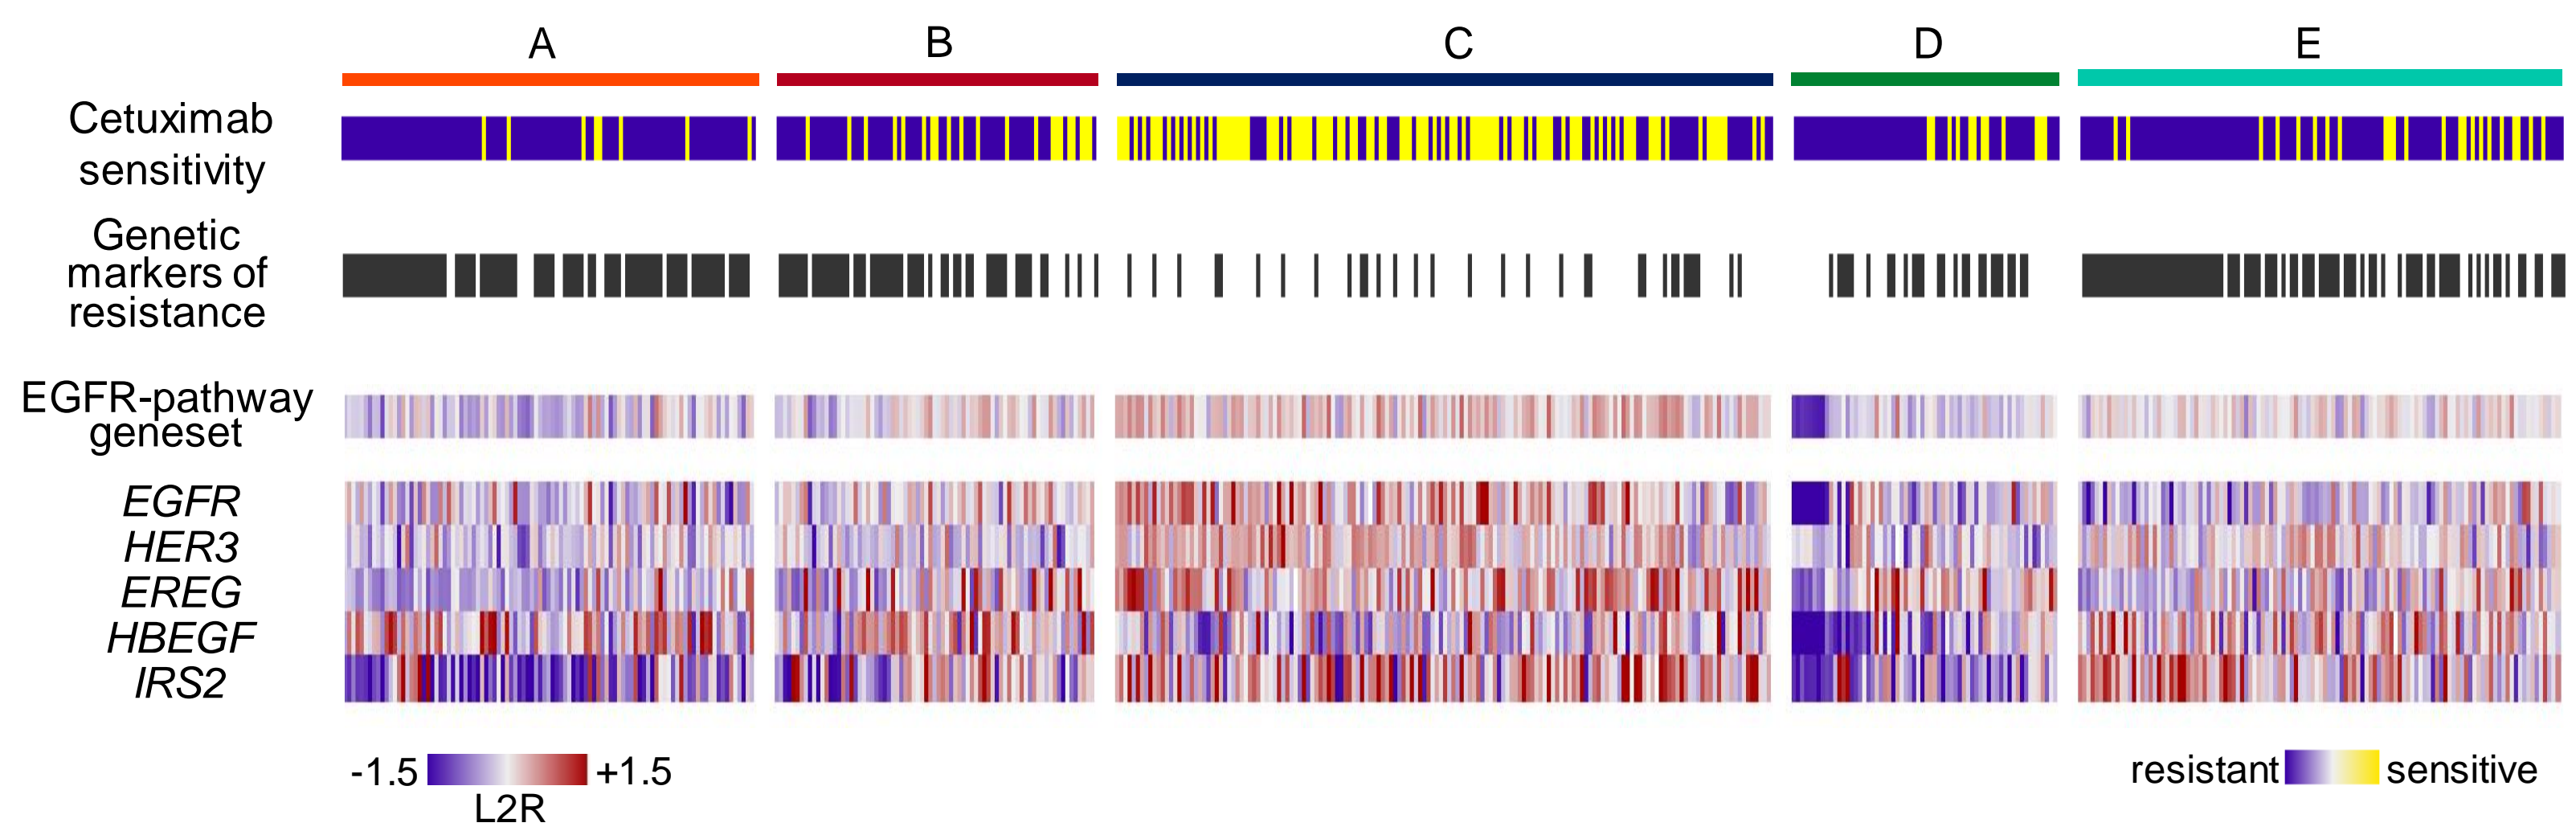 A B C D E
Cetuximab
sensitivity
Genetic
markers of
resistance
EGFR-pathway
geneset
EGFR
HER3
EREG
HBEGF
IRS2
-1.5 +1.5
L2R
resistant sensitive